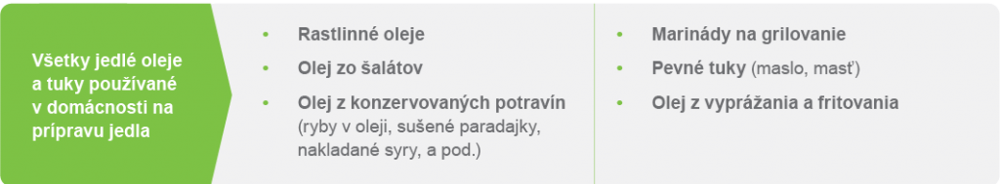 Všetky jedlé oleje
a tuky používané
v domácnosti na
prípravu jedla
• Rastlinné oleje
• Olej zo šalátov
• Olej z konzervovaných potravín
(ryby v oleji, sušené paradajky,
nakladané syry, a pod.)
• Marinády na grilovanie
• Pevné tuky (maslo, masť)
• Olej z vyprážania a fritovania